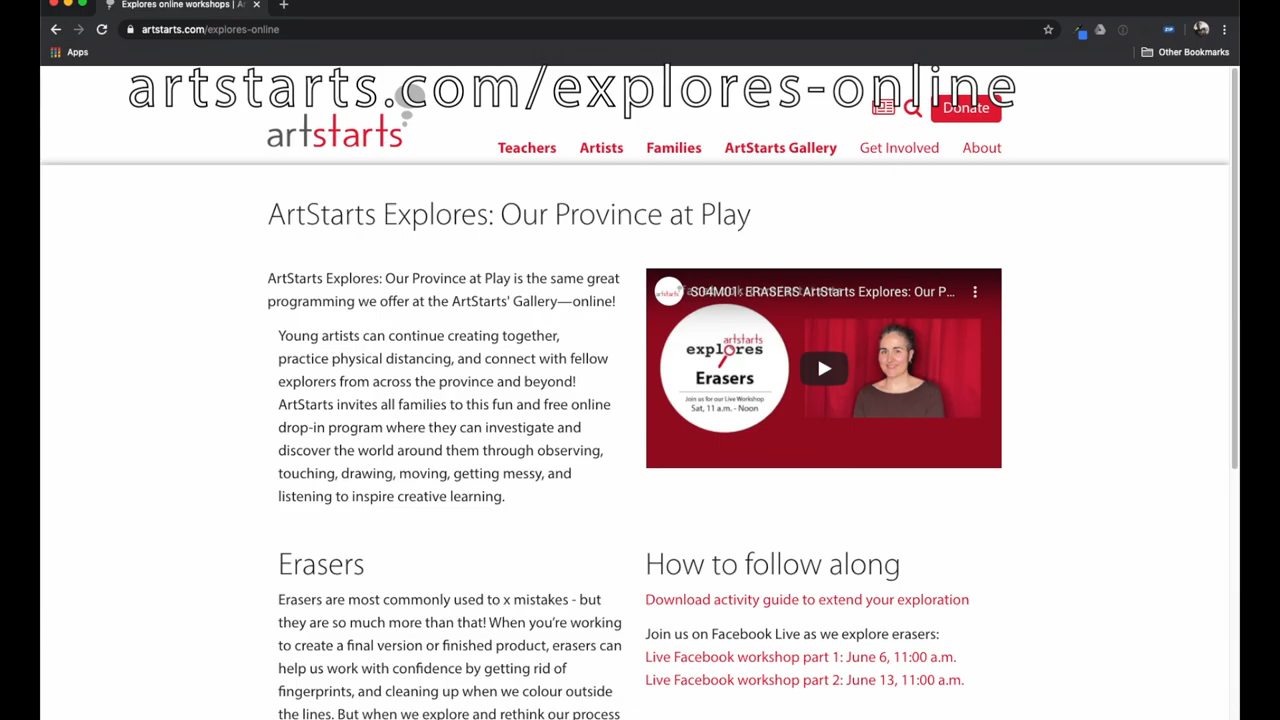 Explores online workshops | Ar
artstarts.com/explores-online
Apps
Other Bookmarks
artstarts.com/explores-online
artstarts
Donate
Teachers Artists Families ArtStarts Gallery Get Involved About
ArtStarts Explores: Our Province at Play
ArtStarts Explores: Our Province at Play is the same great
programming we offer at the ArtStarts' Gallery—online!
Young artists can continue creating together,
practice physical distancing, and connect with fellow
explorers from across the province and beyond!
ArtStarts invites all families to this fun and free online
drop-in program where they can investigate and
discover the world around them through observing,
touching, drawing, moving, getting messy, and
listening to inspire creative learning.
artstarts
S04M01: ERASERS ArtStarts Explores: Our P...
artstarts
explores
Erasers
Join us for our Live Workshop
Sat, 11 a.m. - Noon
Erasers
Erasers are most commonly used to x mistakes - but
they are so much more than that! When you're working
to create a final version or finished product, erasers can
help us work with confidence by getting rid of
fingerprints, and cleaning up when we colour outside
the lines. But when we explore and rethink our process
How to follow along
Download activity guide to extend your exploration
Join us on Facebook Live as we explore erasers:
Live Facebook workshop part 1: June 6, 11:00 a.m.
Live Facebook workshop part 2: June 13, 11:00 a.m.